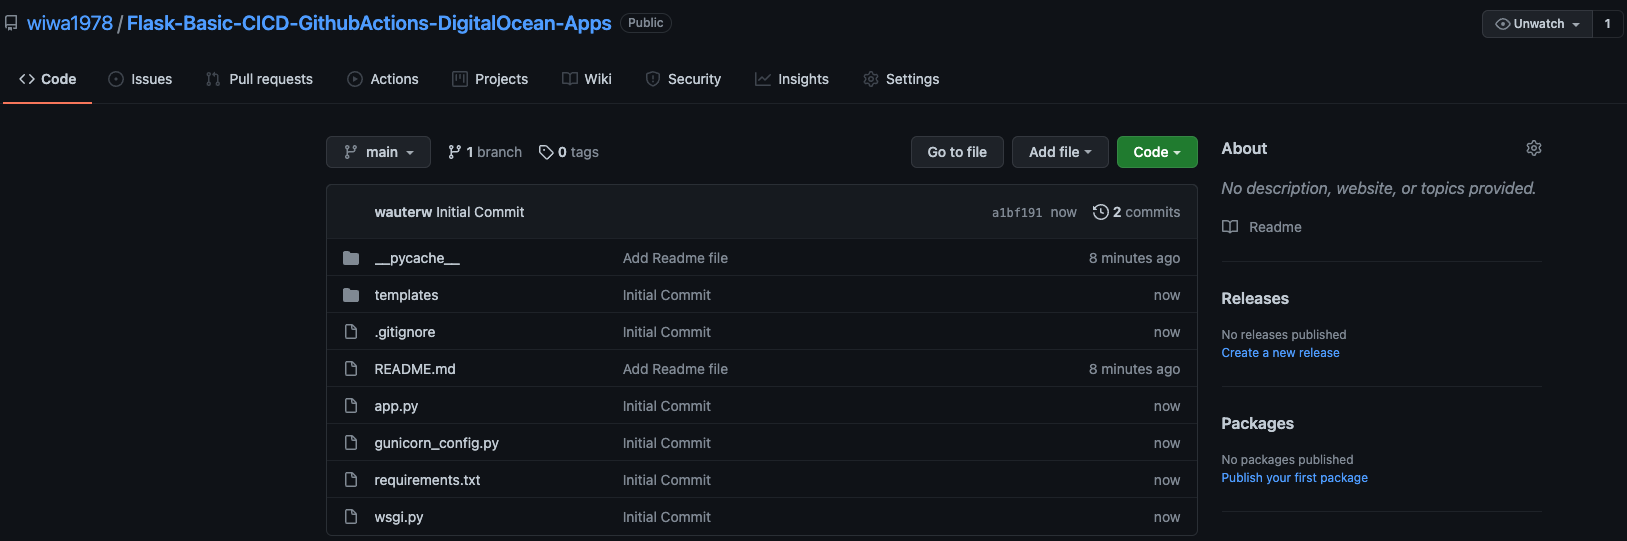 wiwa1978 / Flask-Basic-CICD-GithubActions-DigitalOcean-Apps Public Unwatch 1
Code Issues Pull requests Actions Projects Wiki Security Insights Settings
main 1 branch 0 tags Go to file Add file Code
wauterw Initial Commit a1bf191 now 2 commits
__pycache__ Add Readme file 8 minutes ago
templates Initial Commit now
.gitignore Initial Commit now
README.md Add Readme file 8 minutes ago
app.py Initial Commit now
gunicorn_config.py Initial Commit now
requirements.txt Initial Commit now
wsgi.py Initial Commit now
About
No description, website, or topics provided.
Readme
Releases
No releases published
Create a new release
Packages
No packages published
Publish your first package